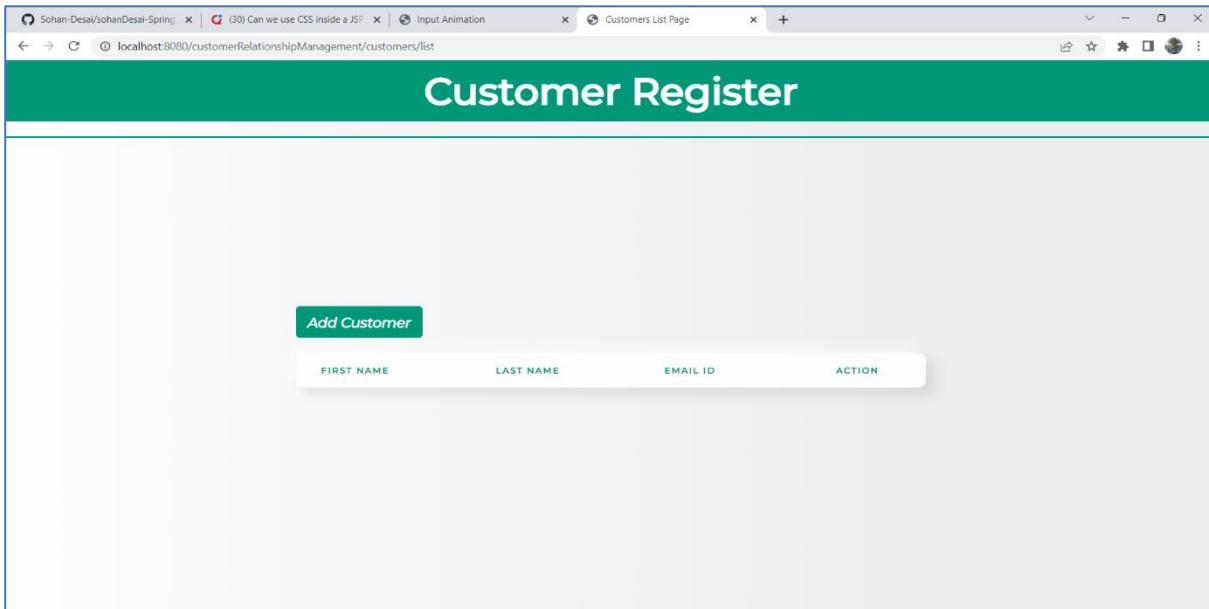 Sohan-Desai/sohanDesai-Spring
(30) Can we use CSS inside a JSP
Input Animation
Customers List Page
localhost:8080/customerRelationshipManagement/customers/list
Customer Register
Add Customer
FIRST NAME LAST NAME EMAIL ID ACTION